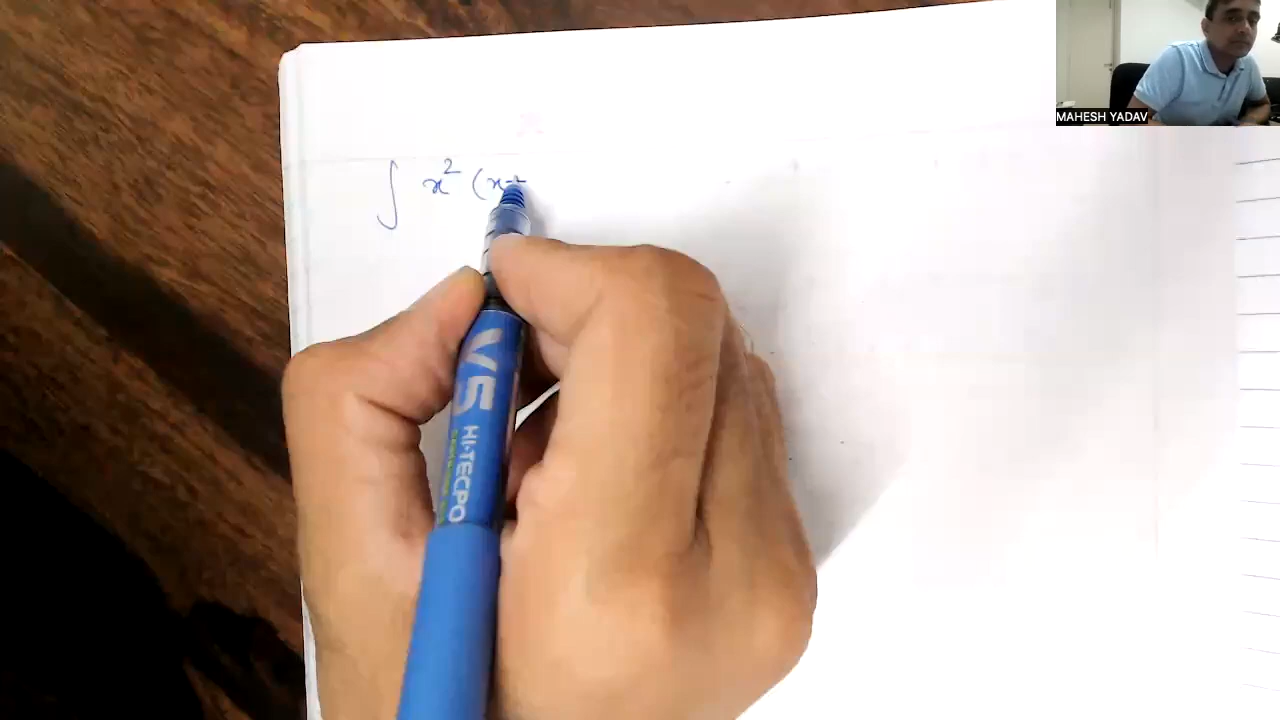 MAHESH YADAV
∫ x² (x
V5
HI-TECPO